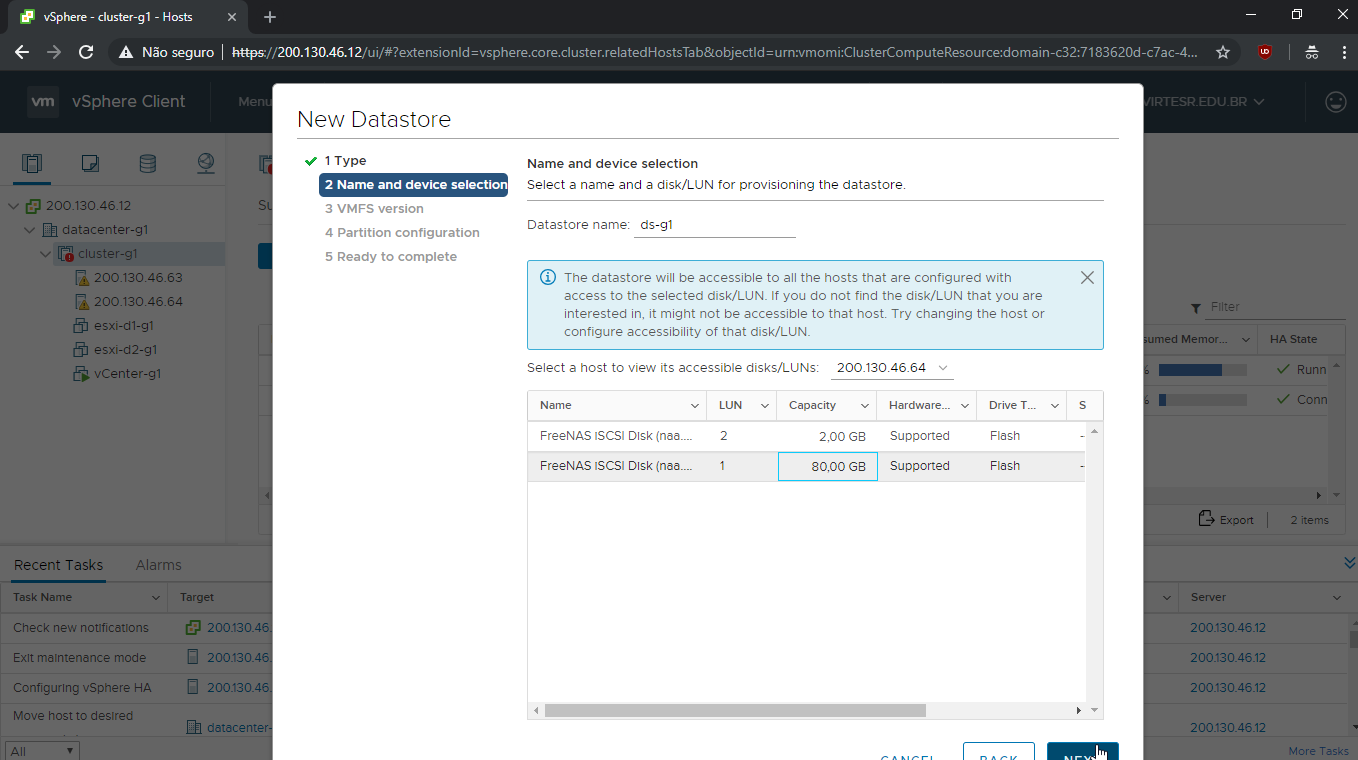 vSphere - cluster-g1 - Hosts
Não seguro
https://200.130.46.12/ui/#?extensionId=vsphere.core.cluster.relatedHostsTab&objectId=urn:vmomi:ClusterComputeResource:domain-c32:7183620d-c7ac-4...
vm vSphere Client
Menu
VIRTESR.EDU.BR
New Datastore
1 Type
2 Name and device selection
3 VMFS version
4 Partition configuration
5 Ready to complete
Name and device selection
Select a name and a disk/LUN for provisioning the datastore.
Datastore name: ds-g1
The datastore will be accessible to all the hosts that are configured with
access to the selected disk/LUN. If you do not find the disk/LUN that you are
interested in, it might not be accessible to that host. Try changing the host or
configure accessibility of that disk/LUN.
Select a host to view its accessible disks/LUNs: 200.130.46.64
Name LUN Capacity Hardware... Drive T... S
FreeNAS iSCSI Disk (naa.... 2 2,00 GB Supported Flash -
FreeNAS iSCSI Disk (naa.... 1 80,00 GB Supported Flash -
CANCEL BACK NEXT
200.130.46.12
datacenter-g1
cluster-g1
200.130.46.63
200.130.46.64
esxi-d1-g1
esxi-d2-g1
vCenter-g1
Su
Filter
sumed Memor... HA State
% Runn
% Conn
Export 2 items
Recent Tasks Alarms
Task Name Target Server
Check new notifications 200.130.46. 200.130.46.12
Exit maintenance mode 200.130.46. 200.130.46.12
Configuring vSphere HA 200.130.46. 200.130.46.12
Move host to desired
datacenter- 200.130.46.12
All
More Tasks